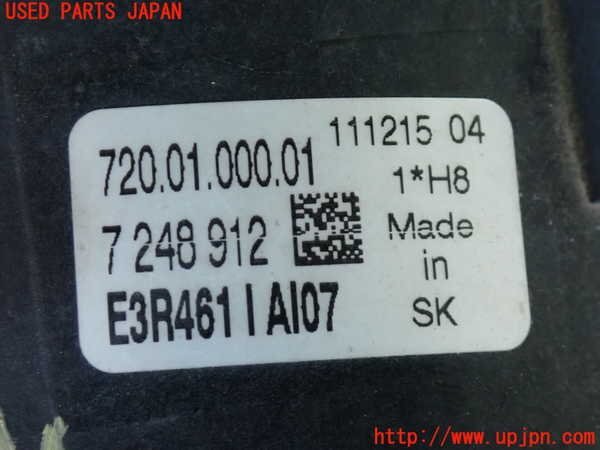 USED PARTS JAPAN
720.01.000.01
7 248 912
E3R461 I AI07
111215 04
1*H8
Made
in
SK
http://www.upjpn.com/